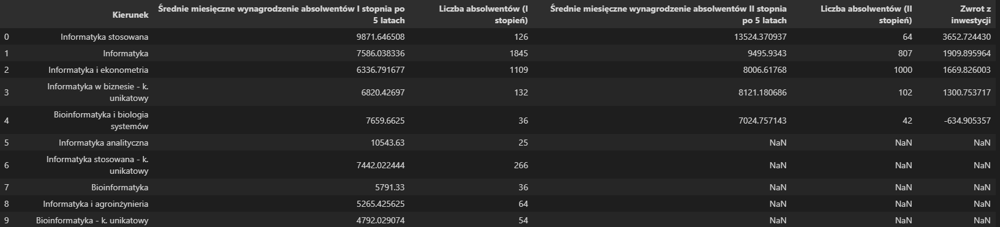 Kierunek Średnie miesięczne wynagrodzenie absolwentów I stopnia po 5 latach Liczba absolwentów (I stopień) Średnie miesięczne wynagrodzenie absolwentów II stopnia po 5 latach Liczba absolwentów (II stopień) Zwrot z inwestycji
0 Informatyka stosowana 9871.646508 126 13524.370937 64 3652.724430
1 Informatyka 7586.038336 1845 9495.9343 807 1909.895964
2 Informatyka i ekonometria 6336.791677 1109 8006.61768 1000 1669.826003
3 Informatyka w biznesie - k. unikatowy 6820.42697 132 8121.180686 102 1300.753717
4 Bioinformatyka i biologia systemów 7659.6625 36 7024.757143 42 -634.905357
5 Informatyka analityczna 10543.63 25 NaN NaN NaN
6 Informatyka stosowana - k. unikatowy 7442.022444 266 NaN NaN NaN
7 Bioinformatyka 5791.33 36 NaN NaN NaN
8 Informatyka i agroinżynieria 5265.425625 64 NaN NaN NaN
9 Bioinformatyka - k. unikatowy 4792.029074 54 NaN NaN NaN